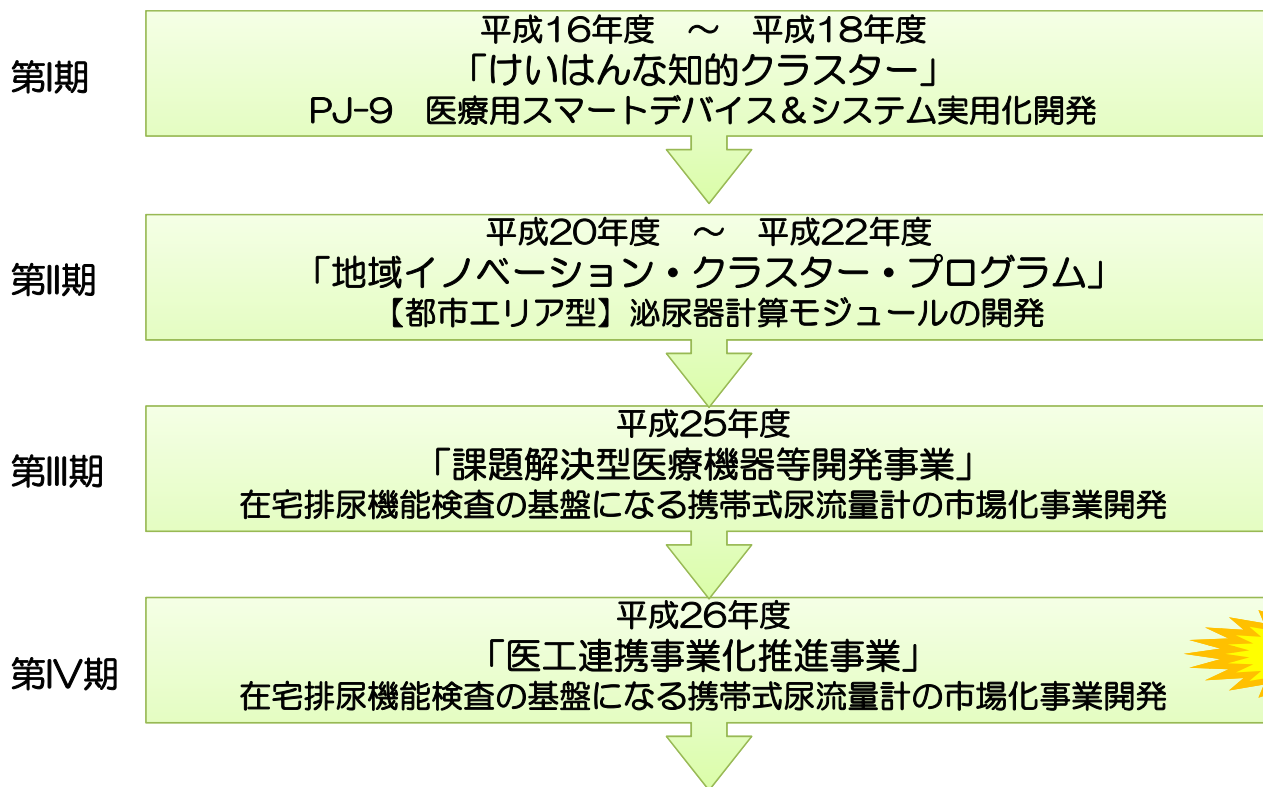 第Ⅰ期
平成16年度　～　平成18年度
「けいはんな知的クラスター」
PJ-9　医療用スマートデバイス＆システム実用化開発
第Ⅱ期
平成20年度　～　平成22年度
「地域イノベーション・クラスター・プログラム」
【都市エリア型】泌尿器計算モジュールの開発
第Ⅲ期
平成25年度
「課題解決型医療機器等開発事業」
在宅排尿機能検査の基盤になる携帯式尿流量計の市場化事業開発
第Ⅳ期
平成26年度
「医工連携事業化推進事業」
在宅排尿機能検査の基盤になる携帯式尿流量計の市場化事業開発